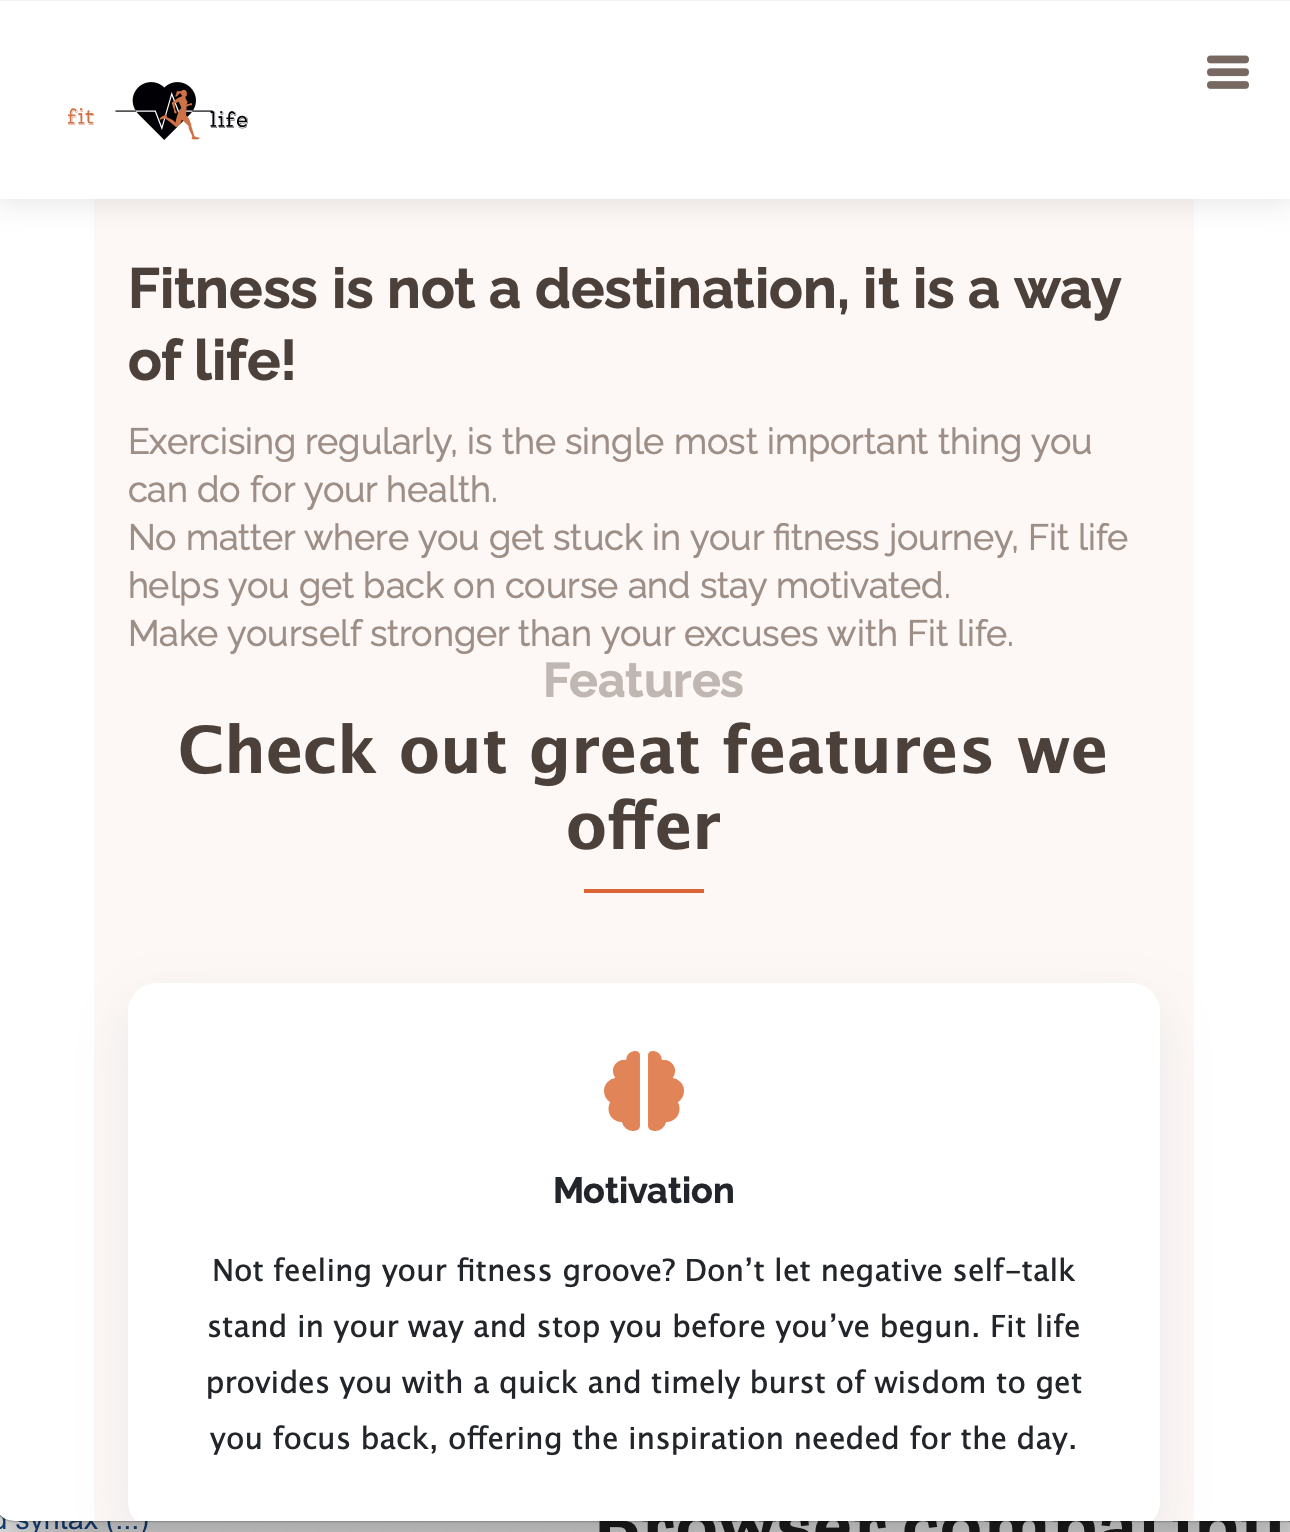 fit life
Fitness is not a destination, it is a way
of life!
Exercising regularly, is the single most important thing you
can do for your health.
No matter where you get stuck in your fitness journey, Fit life
helps you get back on course and stay motivated.
Make yourself stronger than your excuses with Fit life.
Features
Check out great features we
offer
Motivation
Not feeling your fitness groove? Don’t let negative self-talk
stand in your way and stop you before you’ve begun. Fit life
provides you with a quick and timely burst of wisdom to get
you focus back, offering the inspiration needed for the day.
syntax (...)
Browser